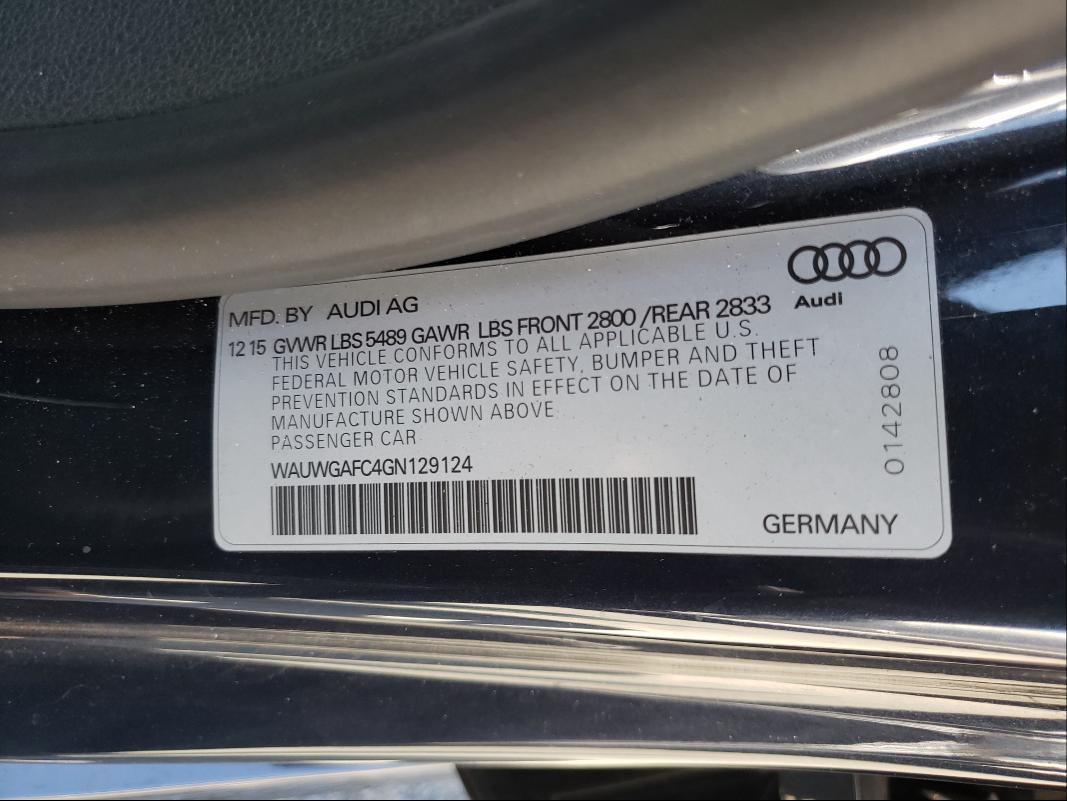 MFD. BY AUDI AG
Audi
12 15 GVWR LBS 5489 GAWR LBS FRONT 2800 /REAR 2833
THIS VEHICLE CONFORMS TO ALL APPLICABLE U.S.
FEDERAL MOTOR VEHICLE SAFETY, BUMPER AND THEFT
PREVENTION STANDARDS IN EFFECT ON THE DATE OF
MANUFACTURE SHOWN ABOVE
PASSENGER CAR
WAUWGAFC4GN129124
GERMANY
0142808